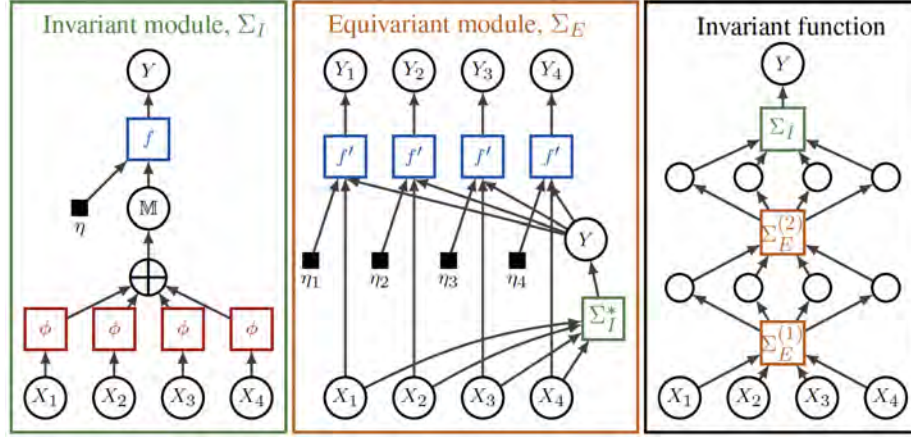 Invariant module, Σ_I
Y
f
η
𝕄
ϕ ϕ ϕ ϕ
X_1 X_2 X_3 X_4
Equivariant module, Σ_E
Y_1 Y_2 Y_3 Y_4
f′ f′ f′ f′
Y
η_1 η_2 η_3 η_4
Σ_I^*
X_1 X_2 X_3 X_4
Invariant function
Y
Σ_I
Σ_E^{(2)}
Σ_E^{(1)}
X_1 X_2 X_3 X_4